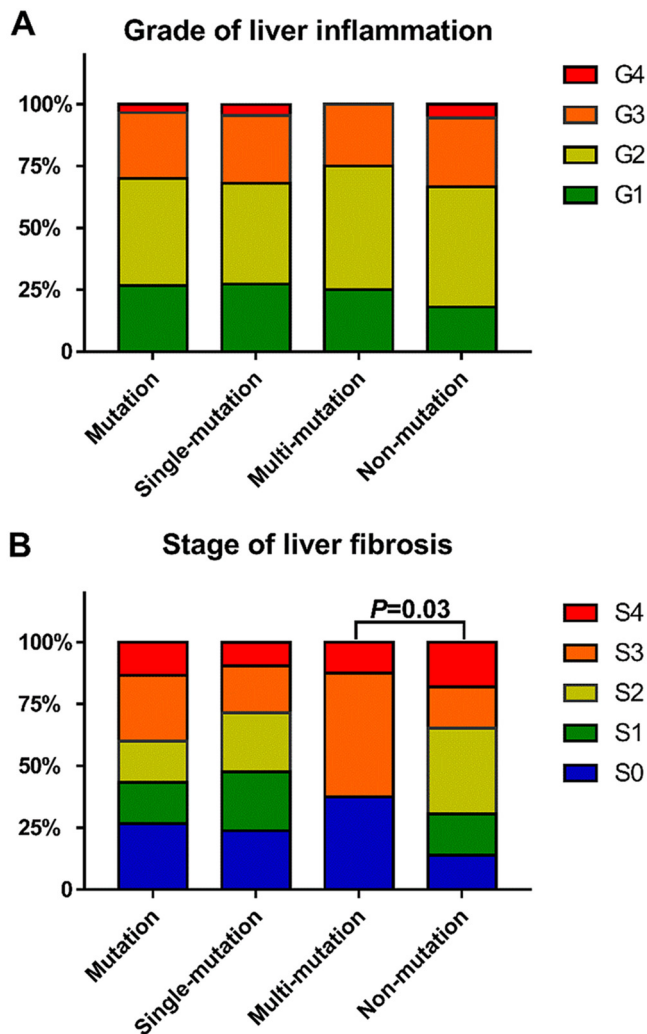 A
Grade of liver inflammation
100%
75%
50%
25%
0
G4
G3
G2
G1
Mutation
Single-mutation
Multi-mutation
Non-mutation
B
Stage of liver fibrosis
P=0.03
100%
75%
50%
25%
0
S4
S3
S2
S1
S0
Mutation
Single-mutation
Multi-mutation
Non-mutation